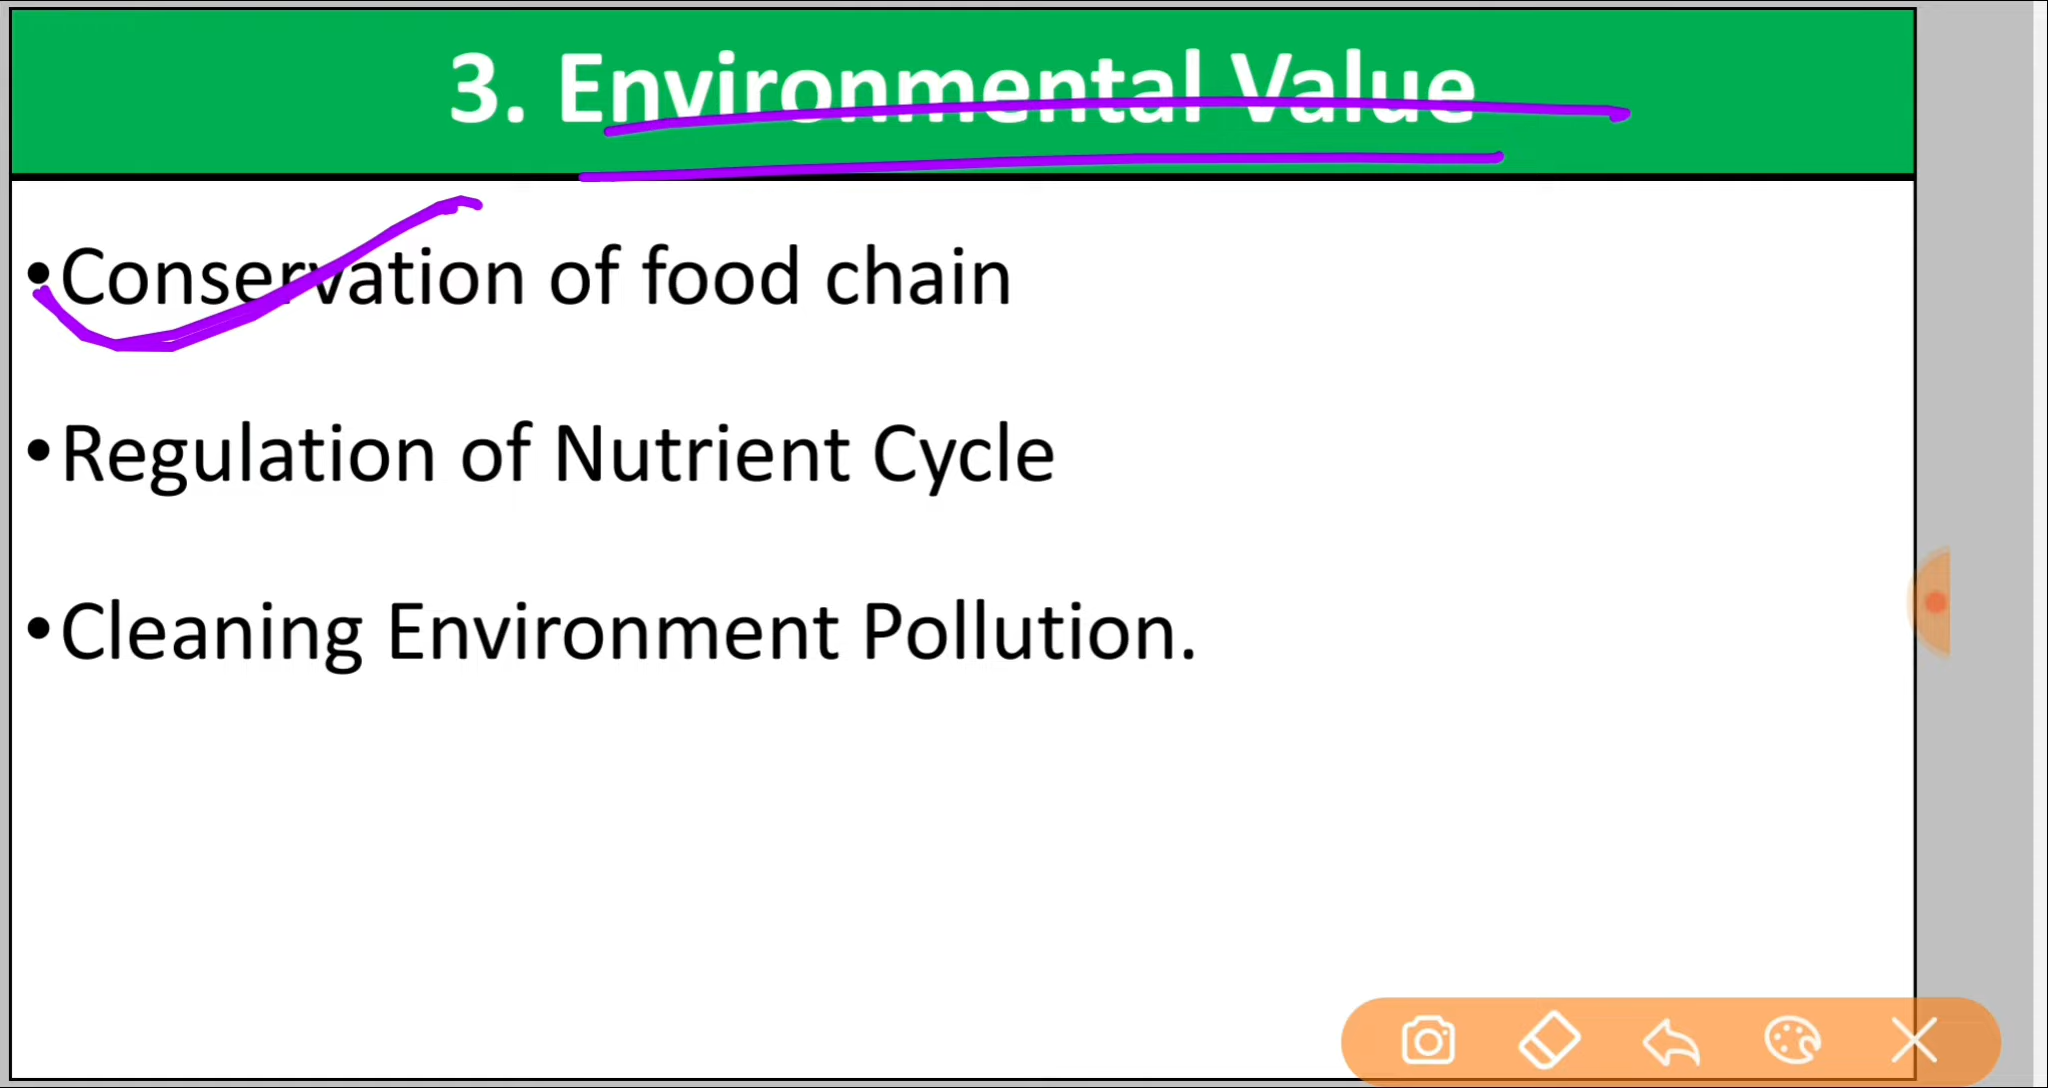 3. Environmental Value
•Conservation of food chain
•Regulation of Nutrient Cycle
•Cleaning Environment Pollution.